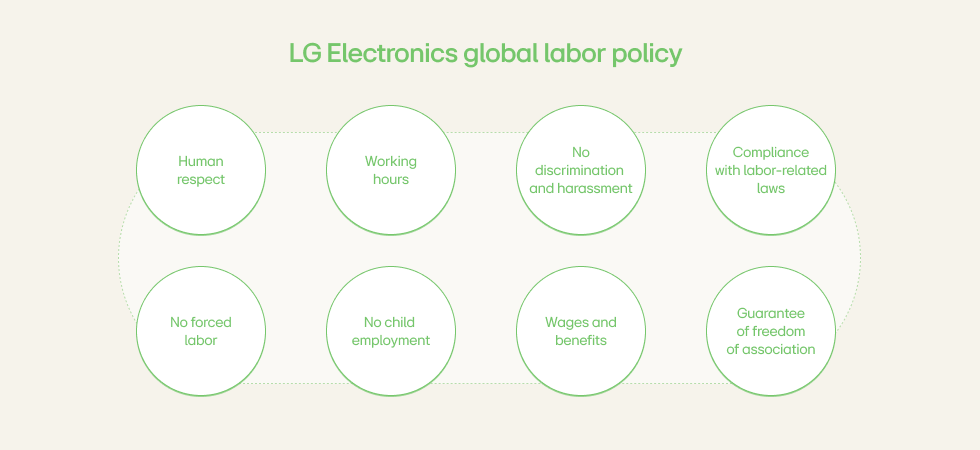 LG Electronics global labor policy
Human
respect
Working
hours
No
discrimination
and harassment
Compliance
with labor-related
laws
No forced
labor
No child
employment
Wages and
benefits
Guarantee
of freedom
of association